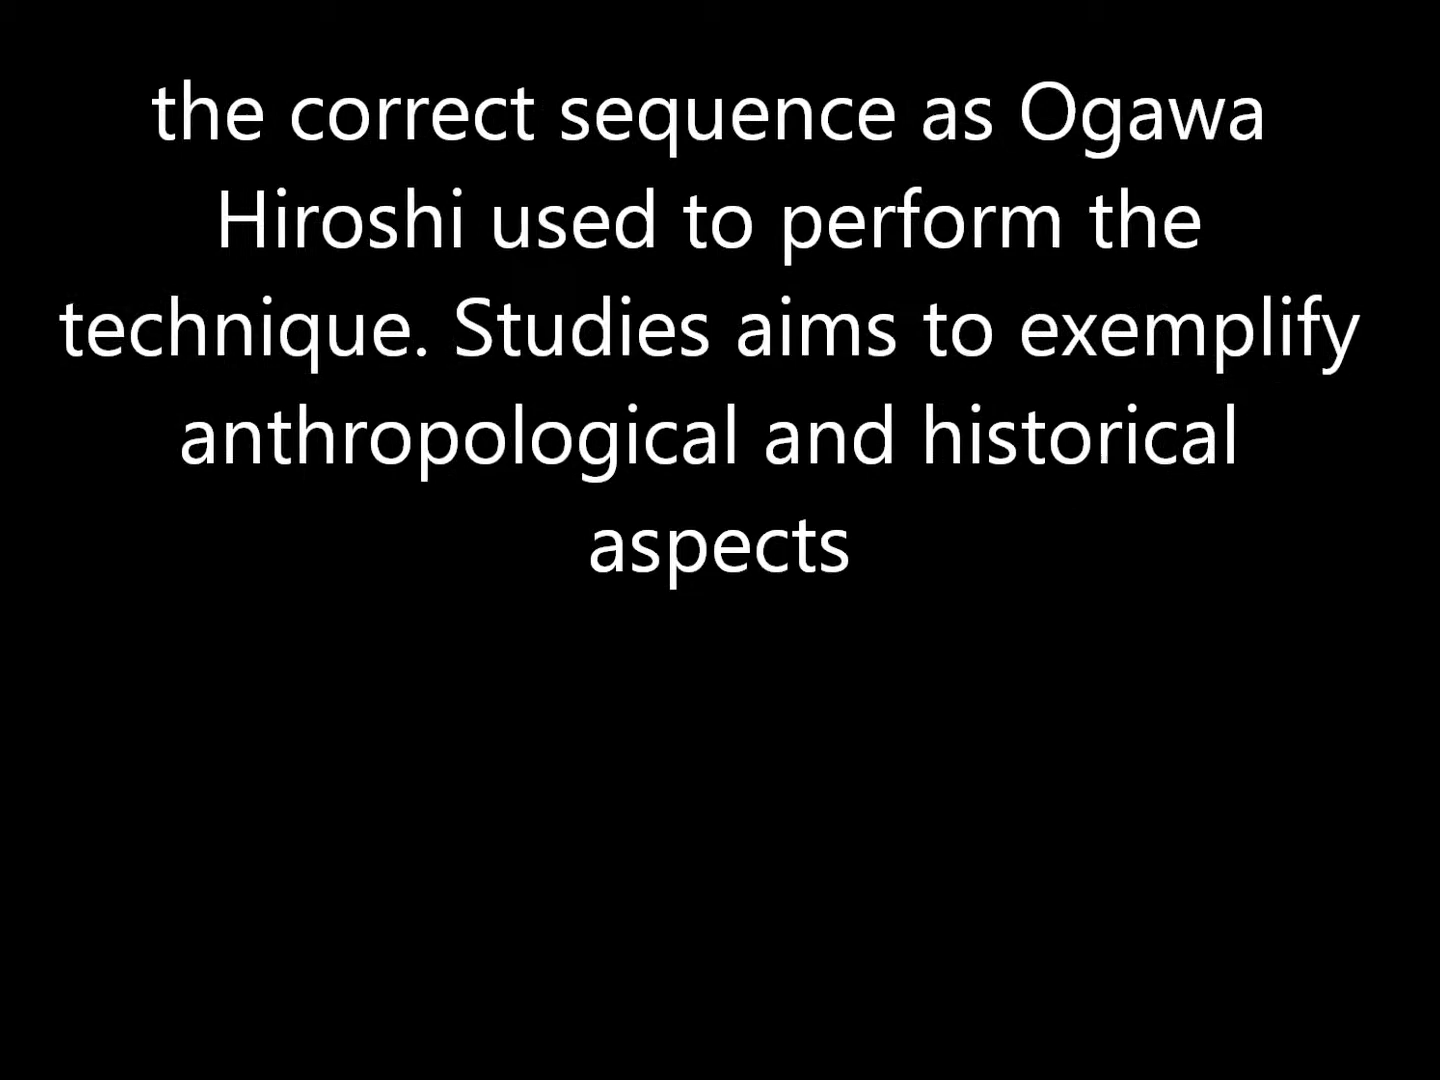 the correct sequence as Ogawa
Hiroshi used to perform the
technique. Studies aims to exemplify
anthropological and historical
aspects